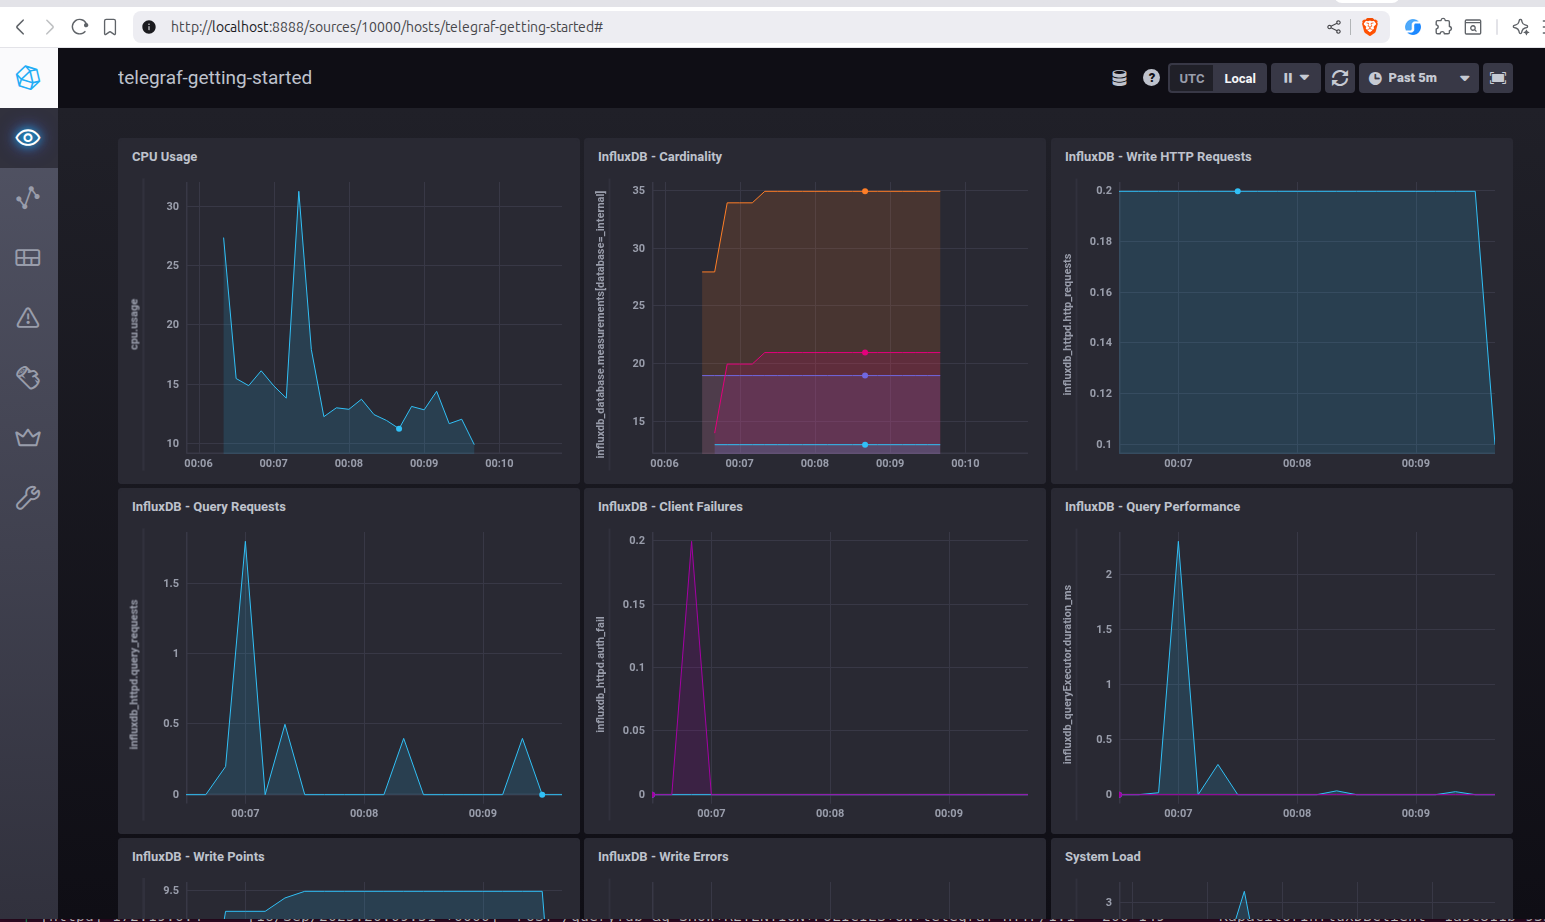 http://localhost:8888/sources/10000/hosts/telegraf-getting-started#
telegraf-getting-started
UTC Local
Past 5m
CPU Usage
cpu.usage
30
25
20
15
10
00:06 00:07 00:08 00:09 00:10
InfluxDB - Cardinality
influxdb_database.measurements[database=_internal]
35
30
25
20
15
00:06 00:07 00:08 00:09 00:10
InfluxDB - Write HTTP Requests
influxdb_httpd.http_requests
0.2
0.18
0.16
0.14
0.12
0.1
00:07 00:08 00:09
InfluxDB - Query Requests
influxdb_httpd.query_requests
1.5
1
0.5
0
00:07 00:08 00:09
InfluxDB - Client Failures
influxdb_httpd.auth_fail
0.2
0.15
0.1
0.05
0
00:07 00:08 00:09
InfluxDB - Query Performance
influxdb_queryExecutor.duration_ms
2
1.5
1
0.5
0
00:07 00:08 00:09
InfluxDB - Write Points
9.5
InfluxDB - Write Errors
System Load
3